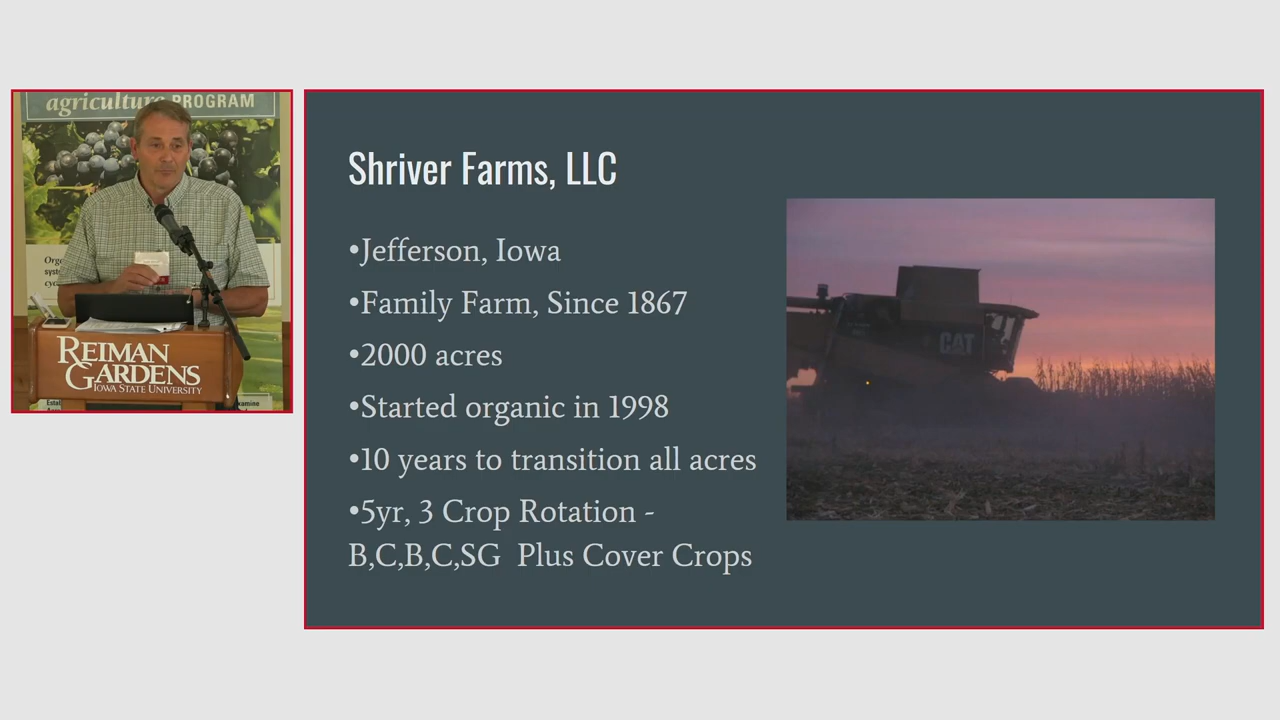 agriculture PROGRAM
REIMAN
GARDENS
IOWA STATE UNIVERSITY
Shriver Farms, LLC
•Jefferson, Iowa
•Family Farm, Since 1867
•2000 acres
•Started organic in 1998
•10 years to transition all acres
•5yr, 3 Crop Rotation -
B,C,B,C,SG Plus Cover Crops
CAT